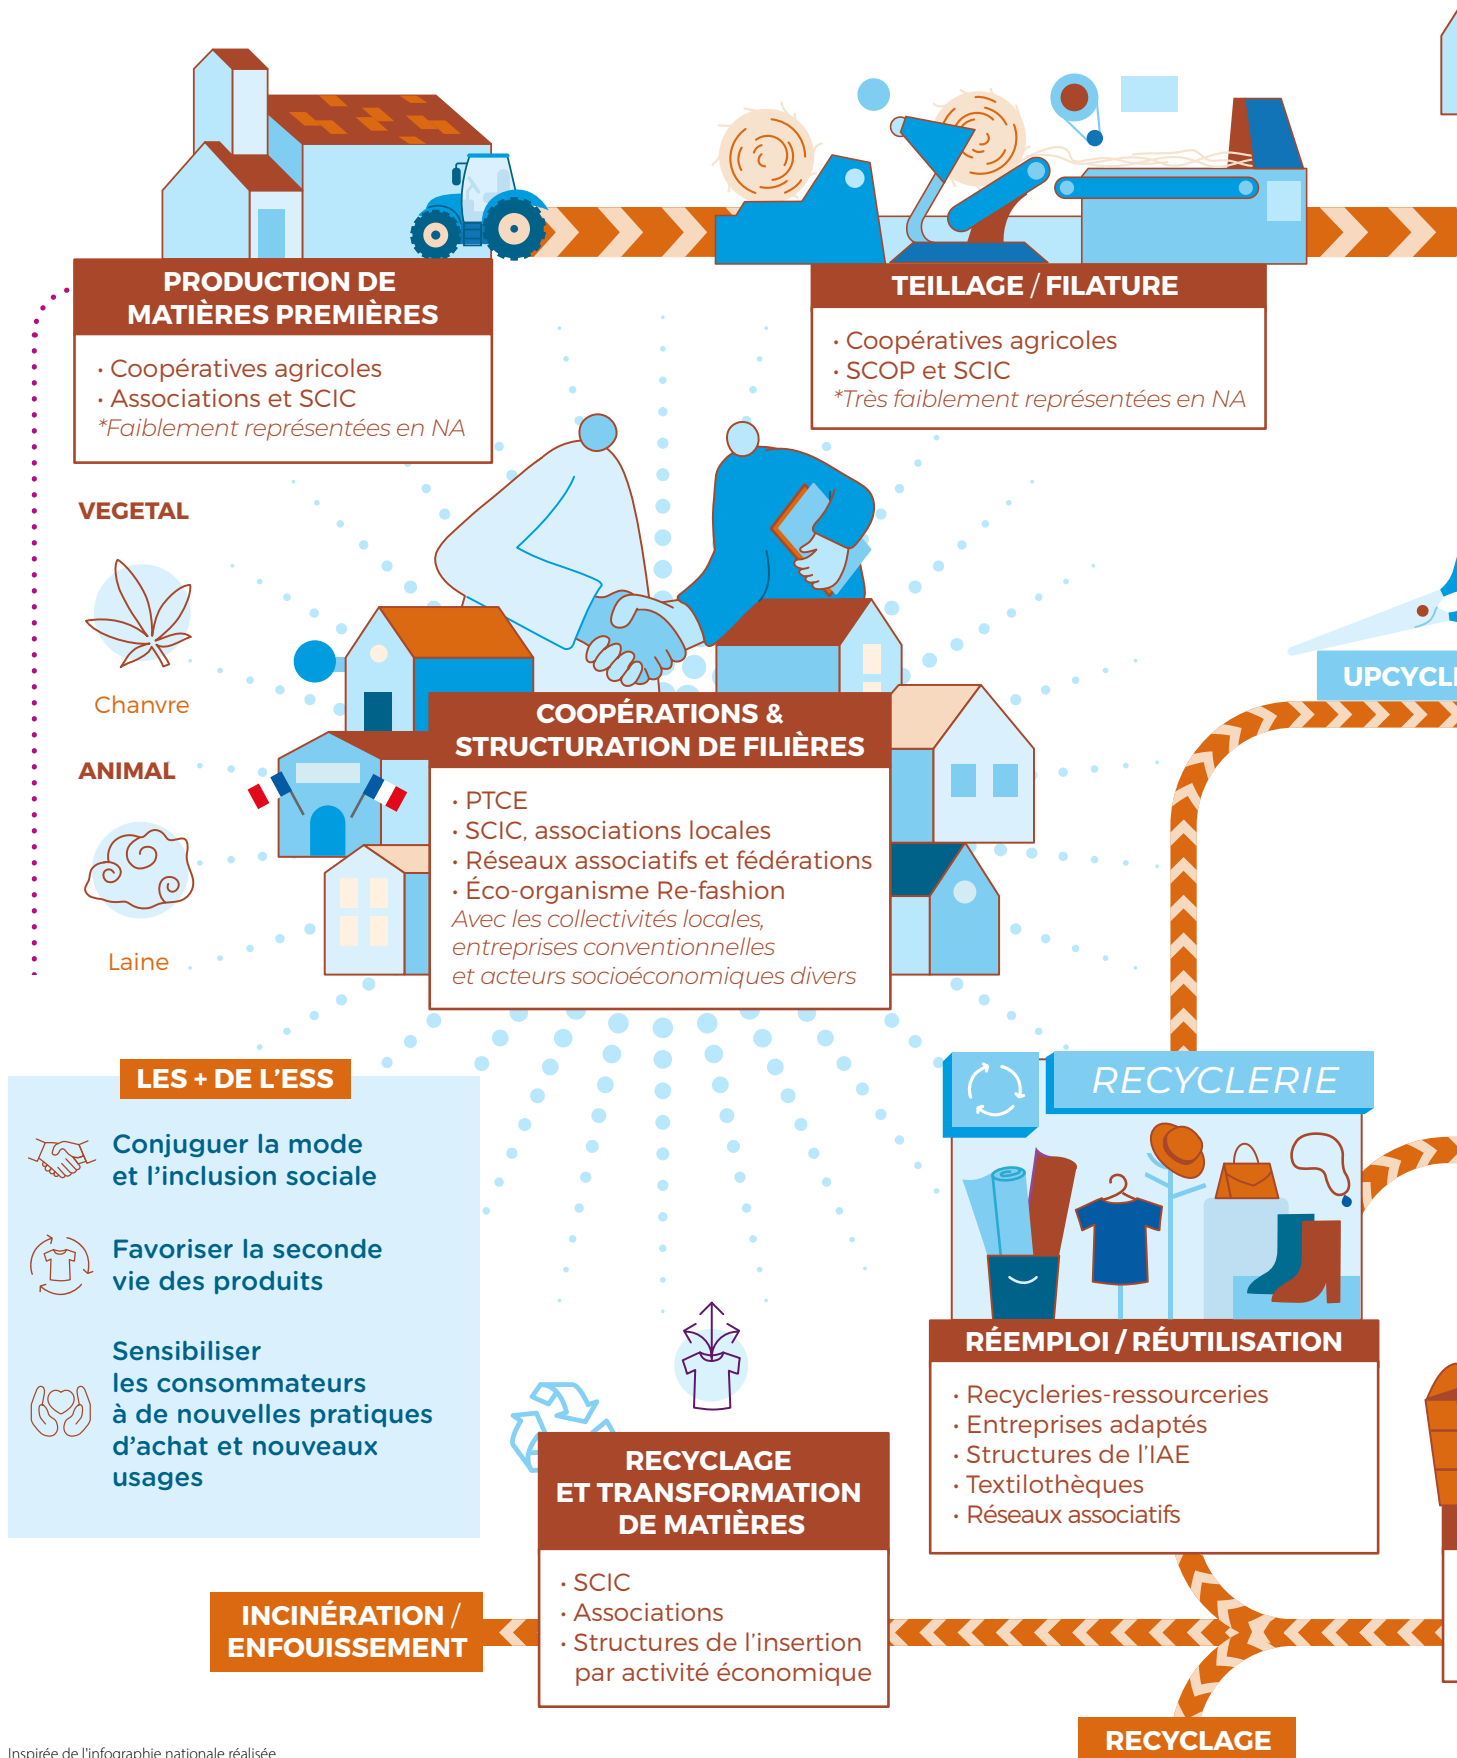 PRODUCTION DE
MATIÈRES PREMIÈRES
· Coopératives agricoles
· Associations et SCIC
*Faiblement représentées en NA
TEILLAGE / FILATURE
· Coopératives agricoles
· SCOP et SCIC
*Très faiblement représentées en NA
VEGETAL
Chanvre
ANIMAL
Laine
UPCYCL
COOPÉRATIONS &
STRUCTURATION DE FILIÈRES
· PTCE
· SCIC, associations locales
· Réseaux associatifs et fédérations
· Éco-organisme Re-fashion
Avec les collectivités locales,
entreprises conventionnelles
et acteurs socioéconomiques divers
LES + DE L'ESS
Conjuguer la mode
et l'inclusion sociale
Favoriser la seconde
vie des produits
Sensibiliser
les consommateurs
à de nouvelles pratiques
d'achat et nouveaux
usages
RECYCLERIE
RÉEMPLOI / RÉUTILISATION
· Recycleries-ressourceries
· Entreprises adaptés
· Structures de l'IAE
· Textilothèques
· Réseaux associatifs
RECYCLAGE
ET TRANSFORMATION
DE MATIÈRES
· SCIC
· Associations
· Structures de l'insertion
par activité économique
INCINÉRATION /
ENFOUISSEMENT
RECYCLAGE
Inspirée de l'infographie nationale réalisée